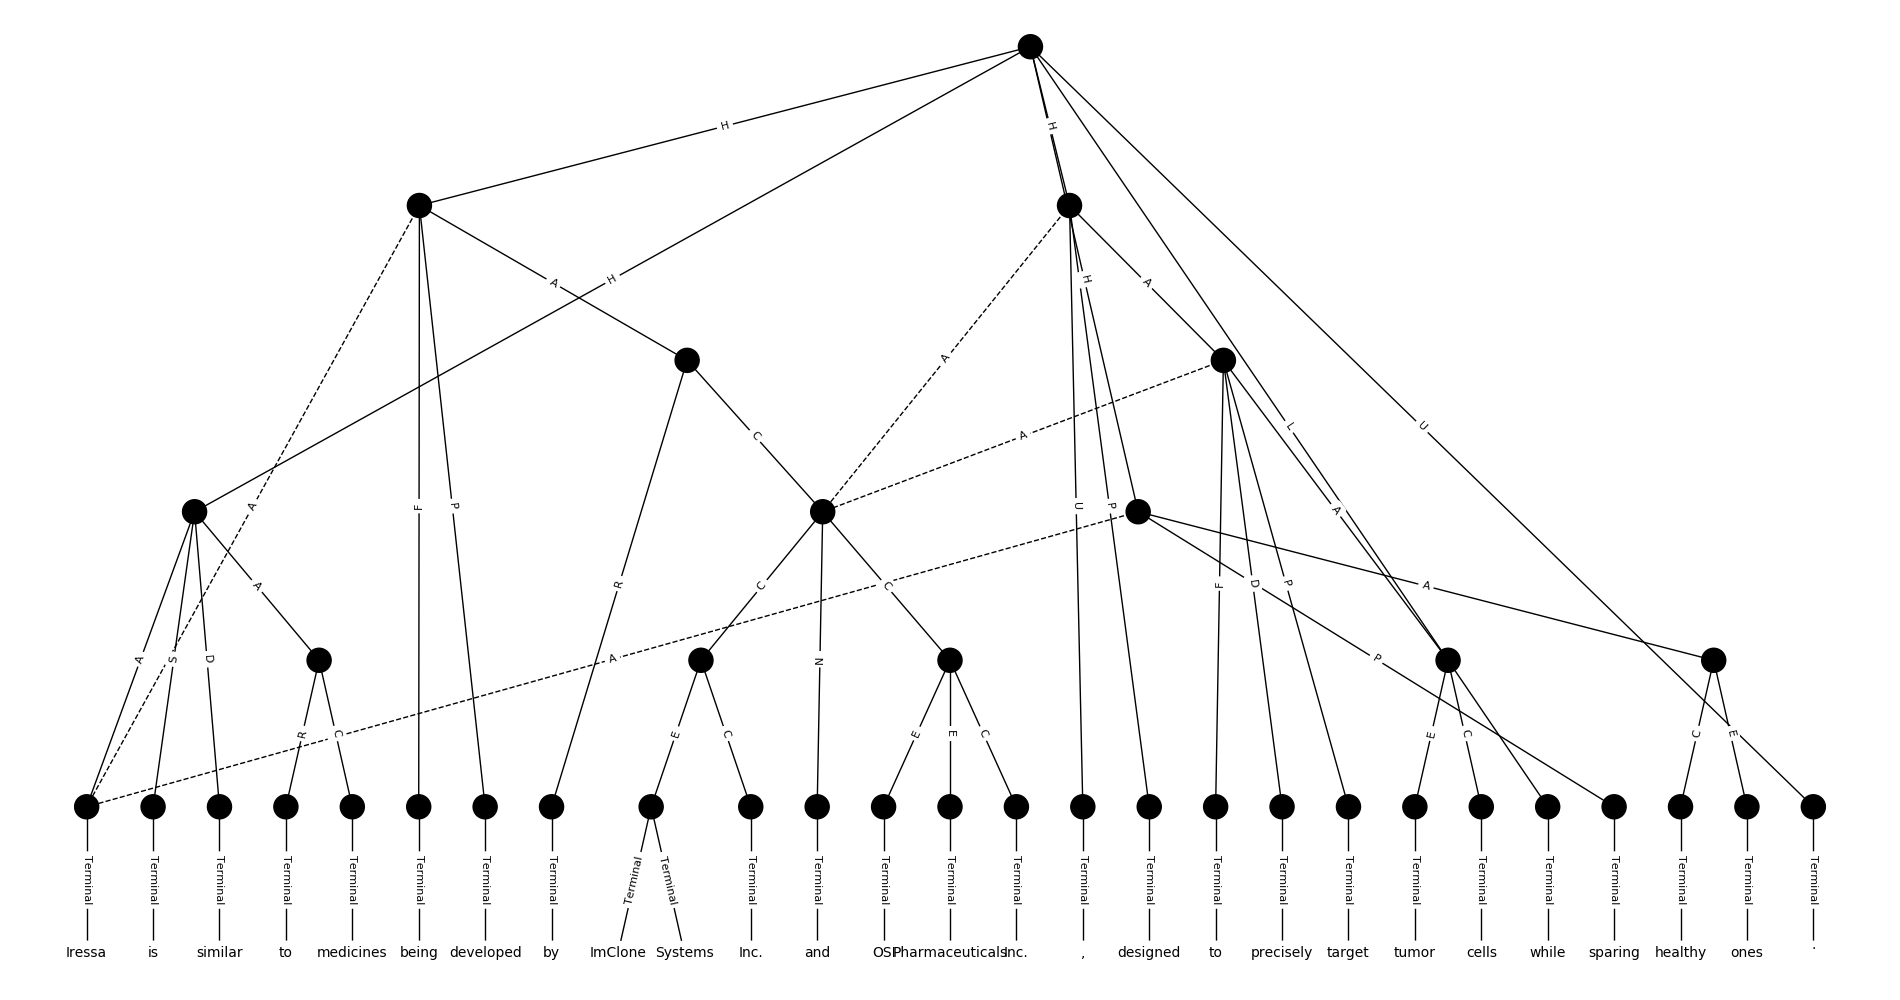 H
H
H
A
H
A
A
L
U
A
C
A
A
F
P
U
P
A
A
R
C
C
F
D
P
A
A
S
D
A
N
P
R
C
E
C
E
E
C
E
C
C
E
Terminal Terminal Terminal Terminal Terminal Terminal Terminal Terminal Terminal Terminal Terminal Terminal Terminal Terminal Terminal Terminal Terminal Terminal Terminal Terminal Terminal Terminal Terminal Terminal Terminal Terminal Terminal
Iressa is similar to medicines being developed by ImClone Systems Inc. and OSI Pharmaceuticals Inc. , designed to precisely target tumor cells while sparing healthy ones .